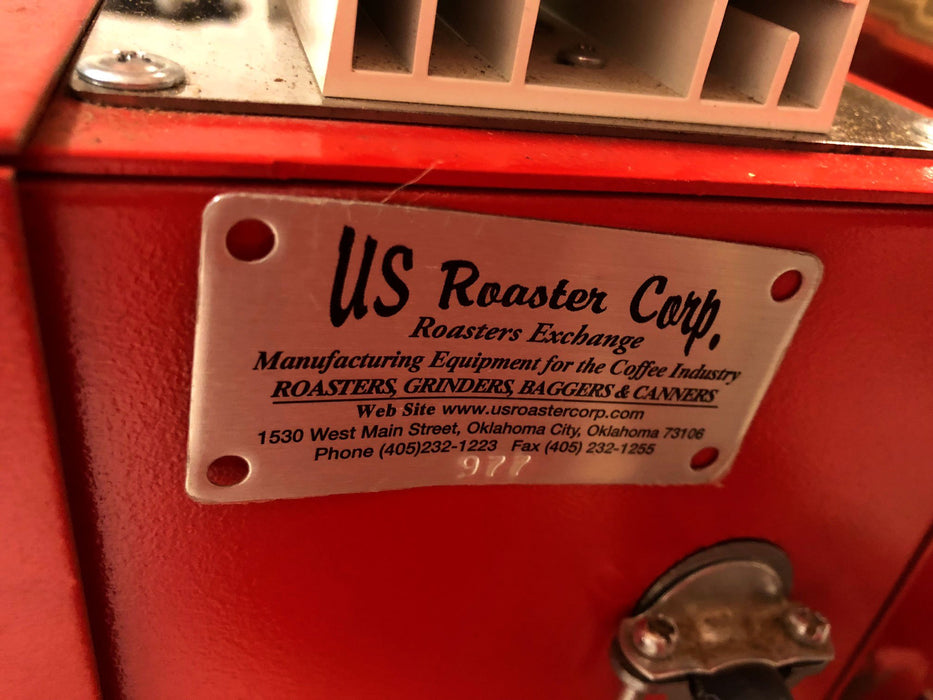 US Roaster Corp.
Roasters Exchange
Manufacturing Equipment for the Coffee Industry
ROASTERS, GRINDERS, BAGGERS & CANNERS
Web Site www.usroastercorp.com
1530 West Main Street, Oklahoma City, Oklahoma 73106
Phone (405)232-1223 Fax (405) 232-1255
977